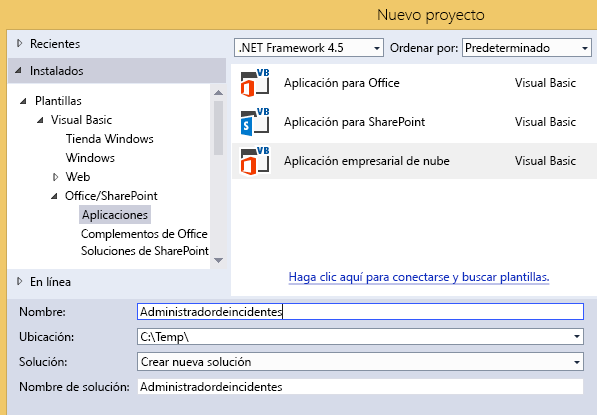 Nuevo proyecto
Recientes
.NET Framework 4.5 Ordenar por: Predeterminado
Instalados
Plantillas
Visual Basic
Tienda Windows
Windows
Web
Office/SharePoint
Aplicaciones
Complementos de Office
Soluciones de SharePoint
En línea
VB Aplicación para Office Visual Basic
VB Aplicación para SharePoint Visual Basic
VB Aplicación empresarial de nube Visual Basic
Haga clic aquí para conectarse y buscar plantillas.
Nombre: Administradordeincidentes
Ubicación: C:\Temp\
Solución: Crear nueva solución
Nombre de solución: Administradordeincidentes